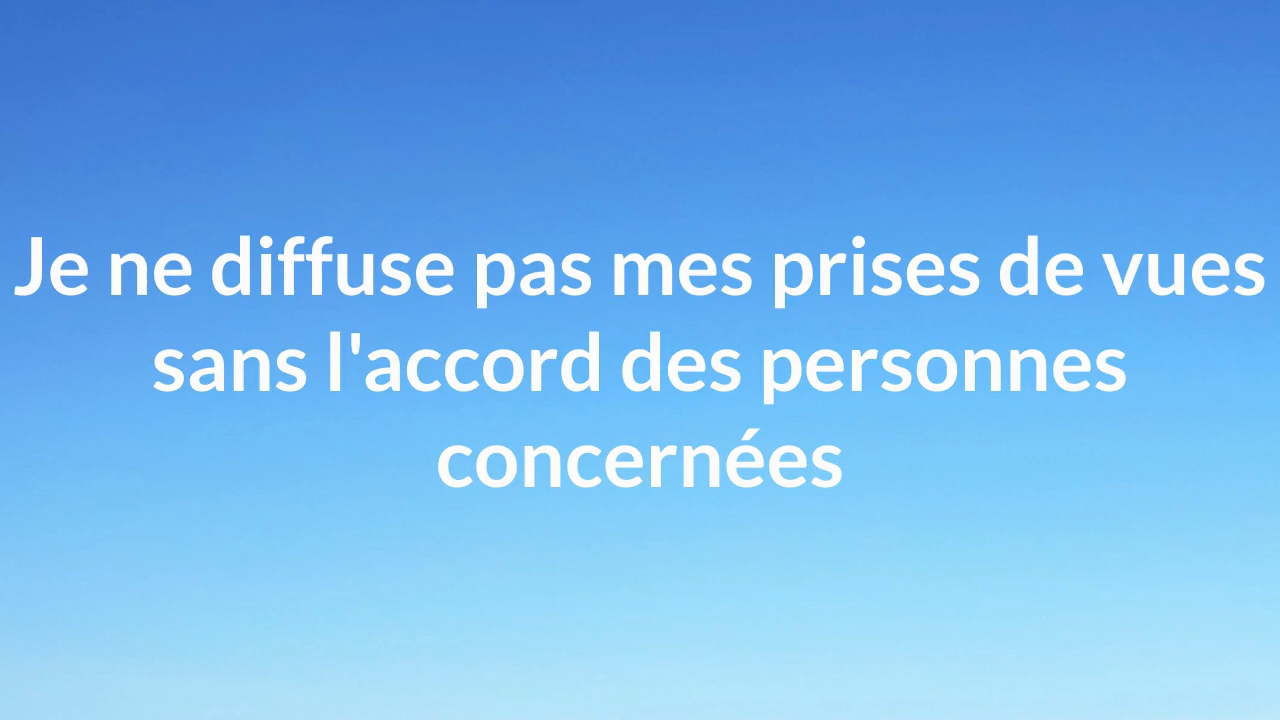 Je ne diffuse pas mes prises de vues
sans l'accord des personnes
concernées